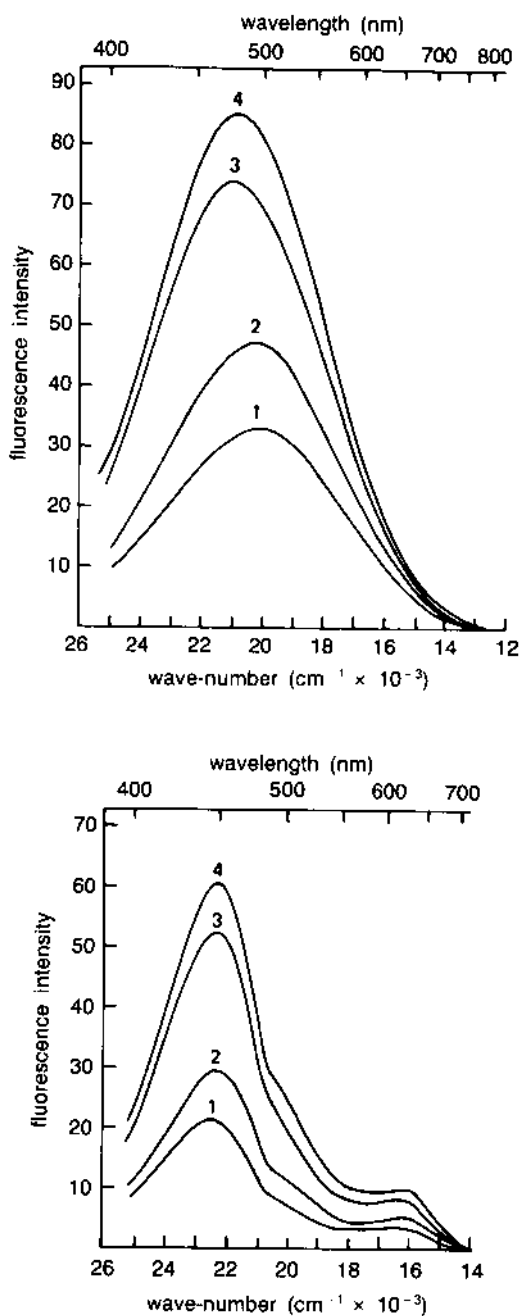 wavelength (nm)
400 500 600 700 800
90
80
70
60
50
40
30
20
10
fluorescence intensity
4
3
2
1
26 24 22 20 18 16 14 12
wave-number (cm⁻¹ × 10⁻³)
wavelength (nm)
400 500 600 700
70
60
50
40
30
20
10
fluorescence intensity
4
3
2
1
26 24 22 20 18 16 14
wave-number (cm⁻¹ × 10⁻³)